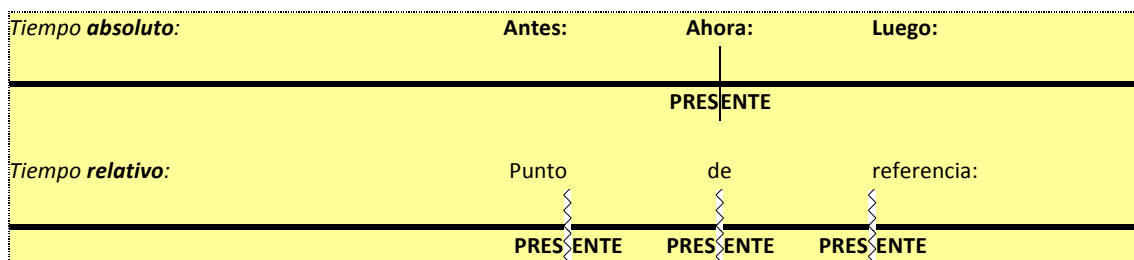 Tiempo absoluto: Antes: Ahora: Luego:
PRESENTE
Tiempo relativo: Punto de referencia:
PRESENTE PRESENTE PRESENTE